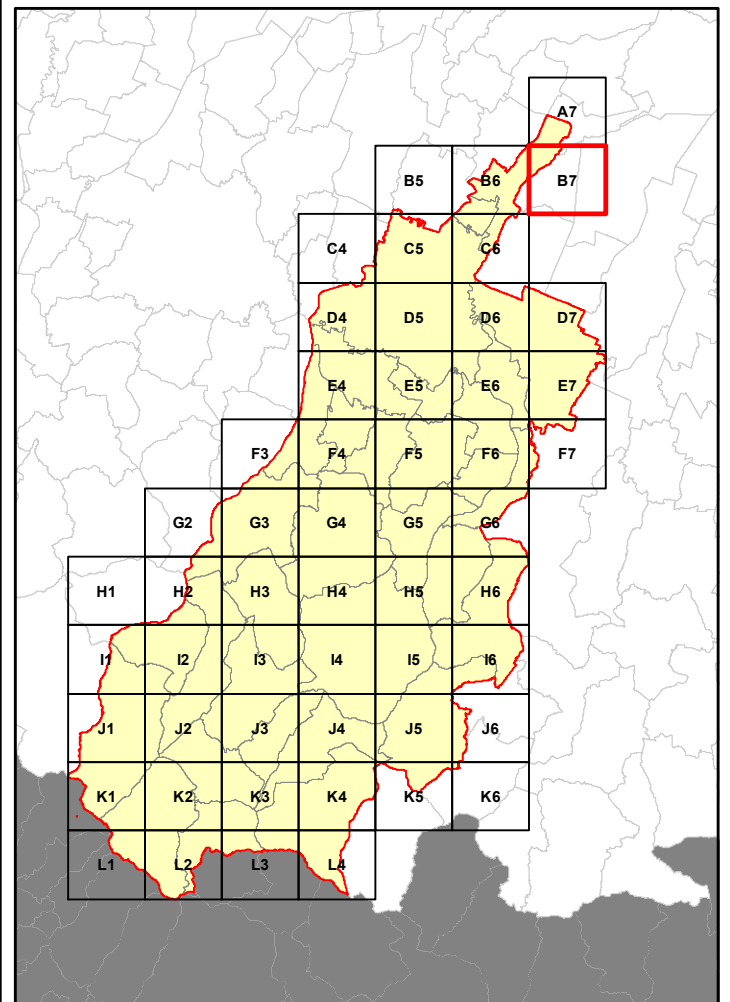 A7
B5 B6 B7
C4 C5 C6
D4 D5 D6 D7
E4 E5 E6 E7
F3 F4 F5 F6 F7
G2 G3 G4 G5 G6
H1 H2 H3 H4 H5 H6
I1 I2 I3 I4 I5 I6
J1 J2 J3 J4 J5 J6
K1 K2 K3 K4 K5 K6
L1 L2 L3 L4